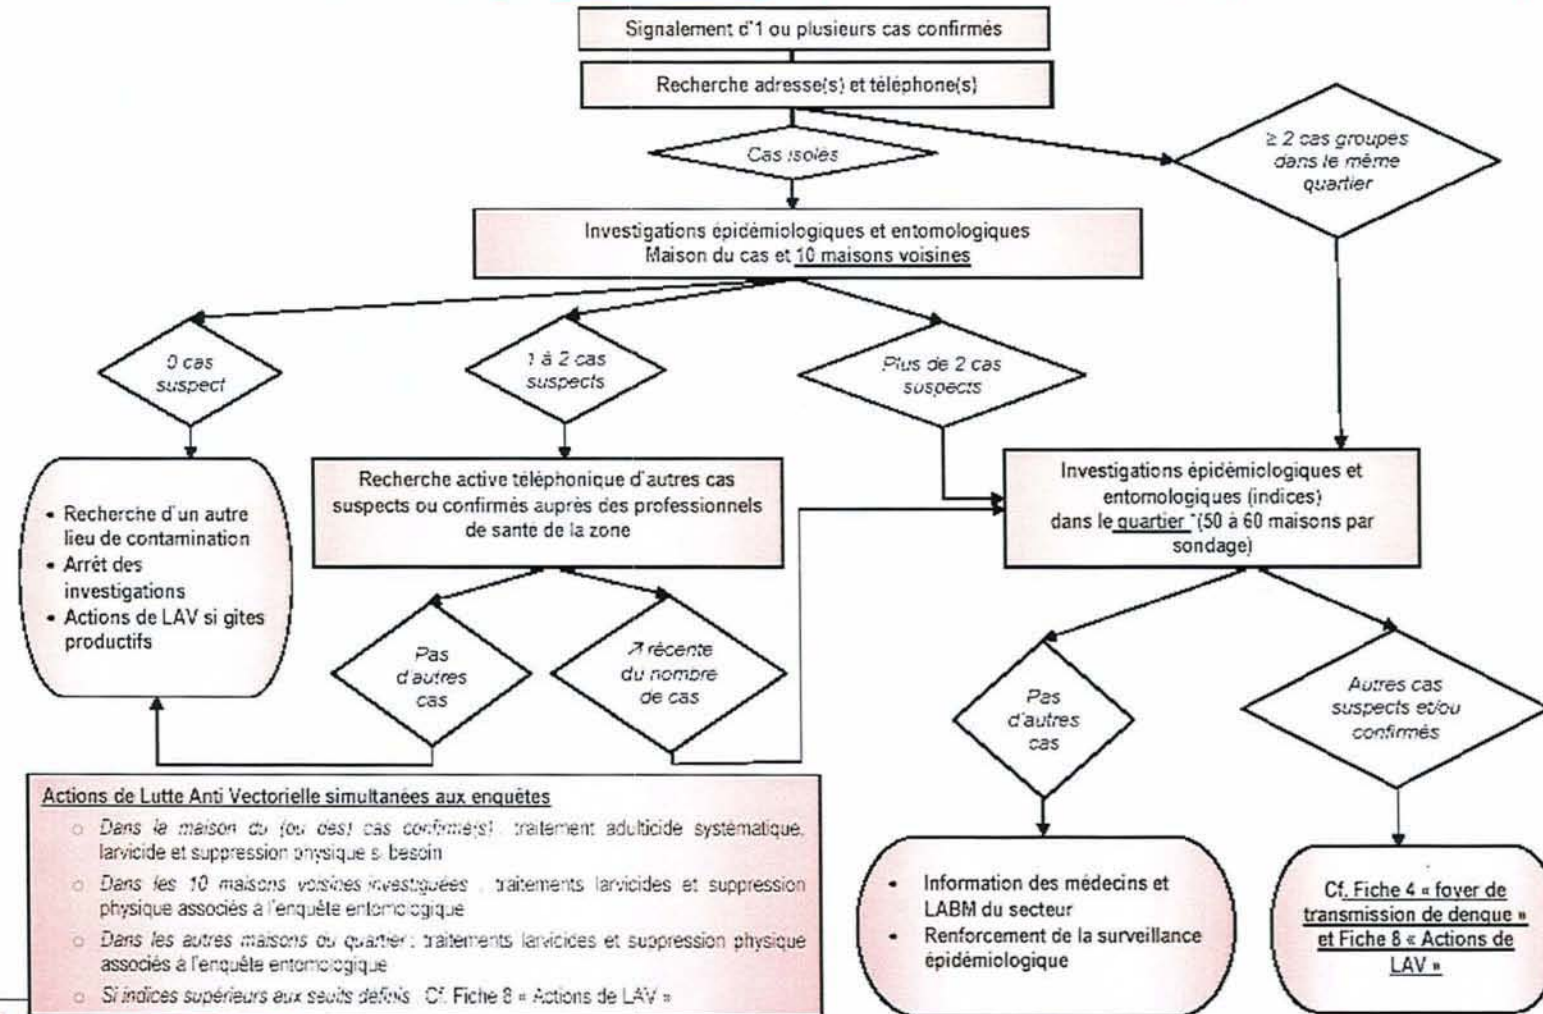 Signalement d'1 ou plusieurs cas confirmés
Recherche adresse(s) et téléphone(s)
Cas isolés
≥ 2 cas groupes
dans le même
quartier
Investigations épidémiologiques et entomologiques
Maison du cas et 10 maisons voisines
0 cas
suspect
1 à 2 cas
suspects
Plus de 2 cas
suspects
• Recherche d'un autre
lieu de contamination
• Arrêt des
investigations
• Actions de LAV si gites
productifs
Recherche active téléphonique d'autres cas
suspects ou confirmés auprès des professionnels
de santé de la zone
Investigations épidémiologiques et
entomologiques (indices)
dans le quartier *(50 à 60 maisons par
sondage)
Pas
d'autres
cas
↗ récente
du nombre
de cas
Pas
d'autres
cas
Autres cas
suspects et/ou
confirmés
Actions de Lutte Anti Vectorielle simultanées aux enquêtes
○ Dans la maison du (ou des) cas confirmé(s) : traitement adulticide systématique,
larvicide et suppression physique si besoin
○ Dans les 10 maisons voisines investiguées : traitements larvicides et suppression
physique associés à l'enquête entomologique
○ Dans les autres maisons du quartier : traitements larvicides et suppression physique
associés à l'enquête entomologique
○ Si indices supérieurs aux seuils définis : Cf. Fiche 8 « Actions de LAV »
• Information des médecins et
LABM du secteur
• Renforcement de la surveillance
épidémiologique
Cf. Fiche 4 « foyer de
transmission de dengue »
et Fiche 8 « Actions de
LAV »